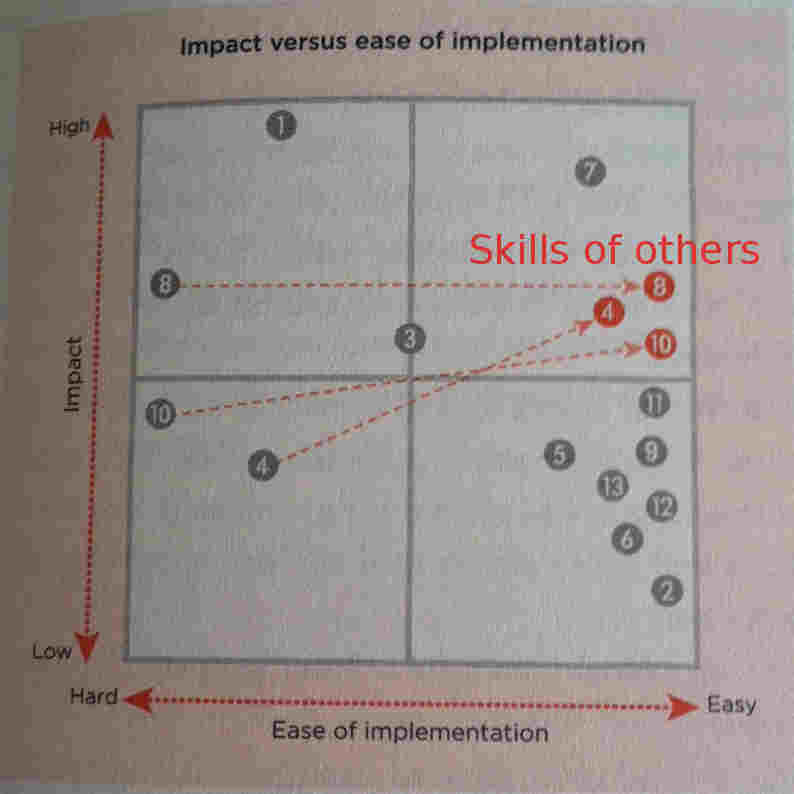 Impact versus ease of implementation
High
1
7
Skills of others
8
8
4
3
10
Impact
10
11
4
5
9
13
12
6
2
Low
Hard
Easy
Ease of implementation